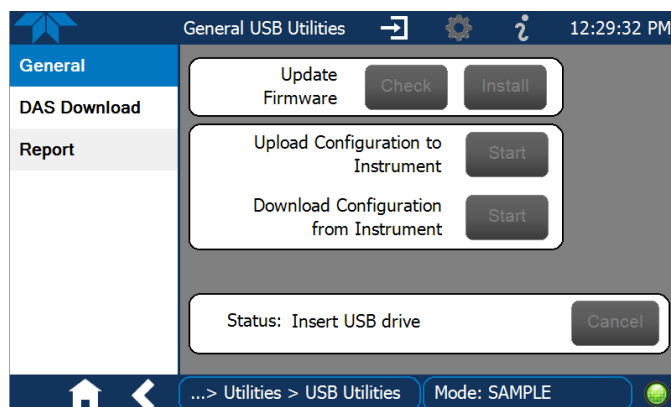 General USB Utilities
12:29:32 PM
General
DAS Download
Report
Update
Firmware
Check
Install
Upload Configuration to
Instrument
Start
Download Configuration
from Instrument
Start
Status: Insert USB drive
Cancel
...> Utilities > USB Utilities
Mode: SAMPLE